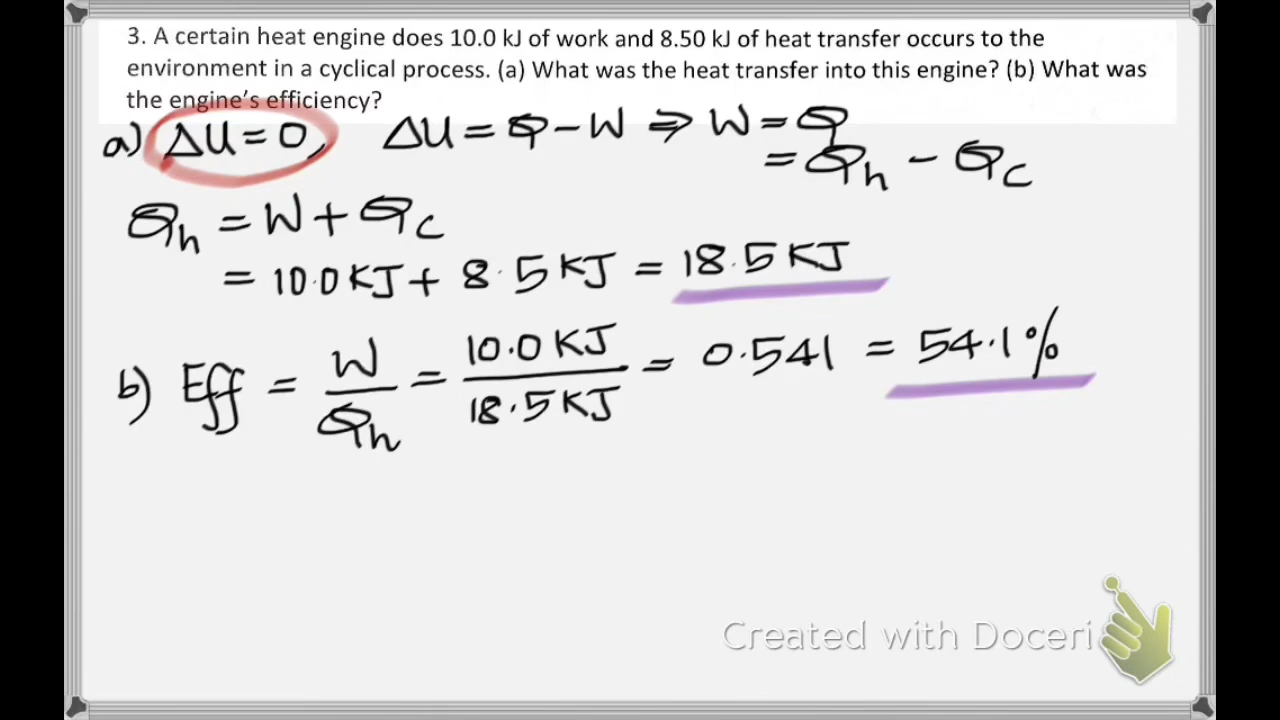 3. A certain heat engine does 10.0 kJ of work and 8.50 kJ of heat transfer occurs to the
environment in a cyclical process. (a) What was the heat transfer into this engine? (b) What was
the engine's efficiency?
a) ΔU = 0, ΔU = Q - W ⇒ W = Q
= Qh - Qc
Qh = W + Qc
= 10.0 KJ + 8.5 KJ = 18.5 KJ
b) Eff = W/Qh = 10.0 KJ/18.5 KJ = 0.541 = 54.1%
Created with Doceri